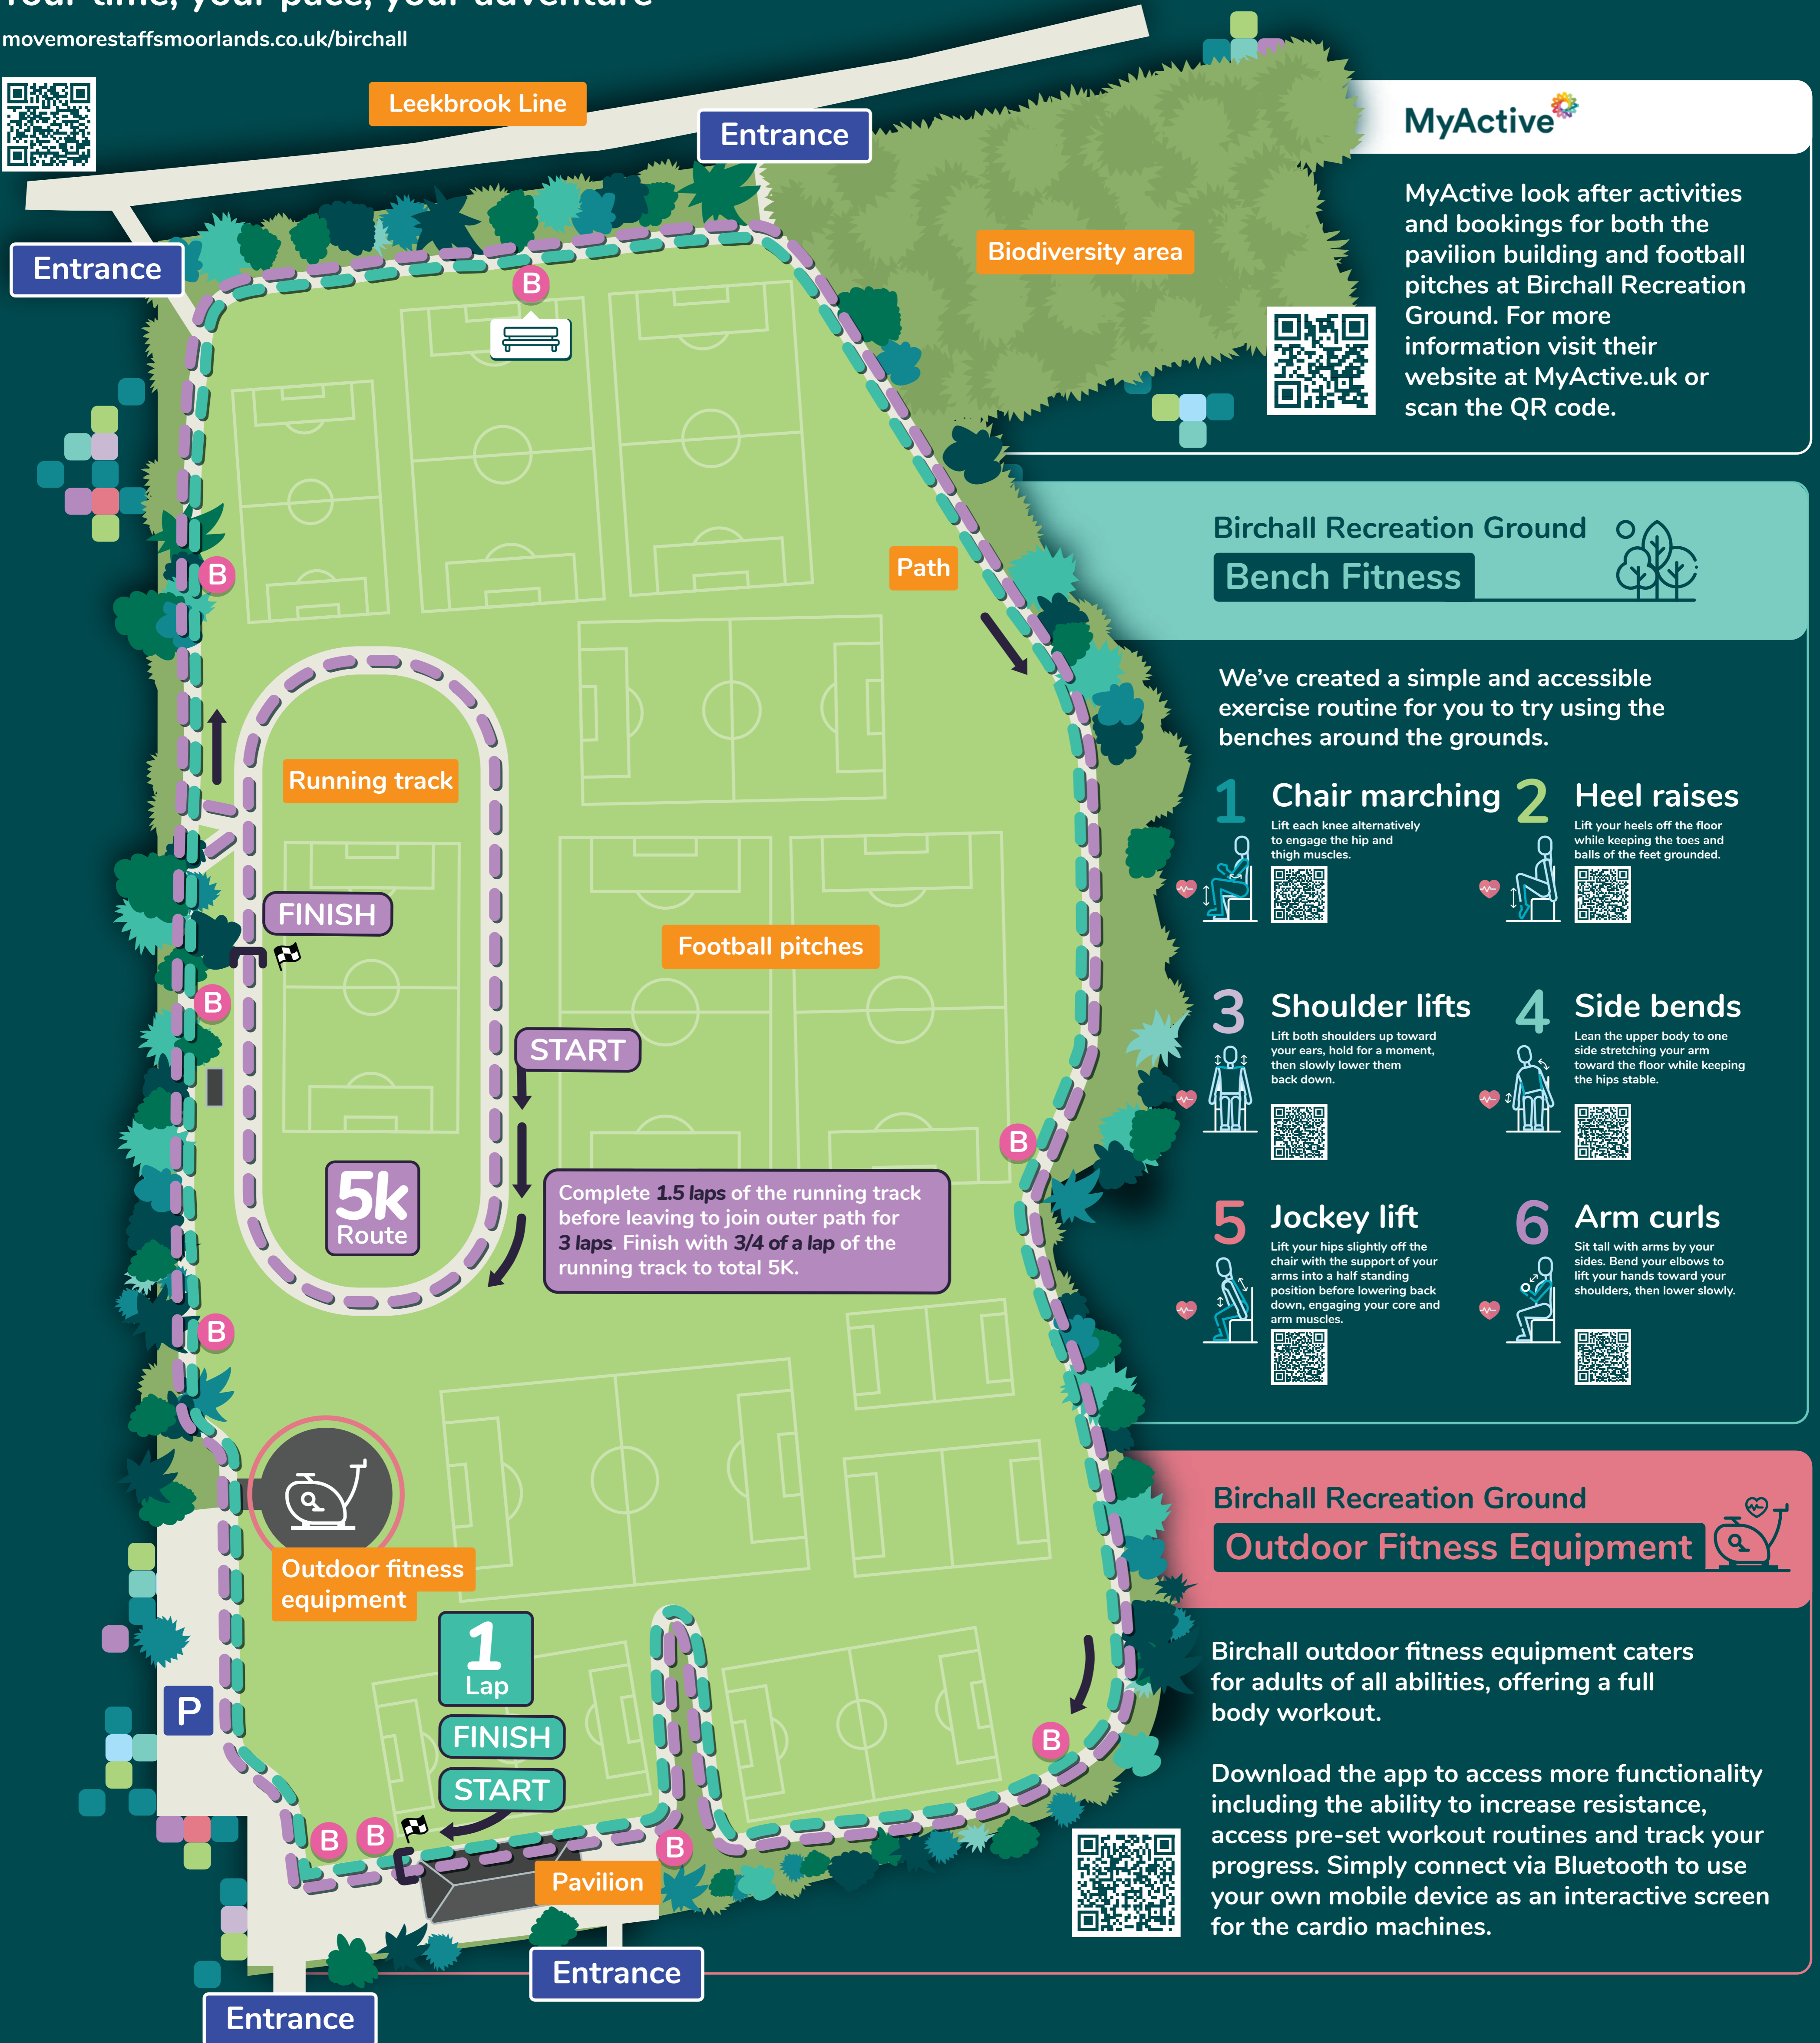 Your time, your pace, your adventure
movemorestaffsmoorlands.co.uk/birchall
Leekbrook Line
Entrance
Entrance
Biodiversity area
B
B
Path
Running track
FINISH
Football pitches
B
START
B
5k
Route
Complete 1.5 laps of the running track
before leaving to join outer path for
3 laps. Finish with 3/4 of a lap of the
running track to total 5K.
B
Outdoor fitness
equipment
1
Lap
FINISH
START
P
B
B
B
B
Pavilion
Entrance
Entrance
MyActive
MyActive look after activities
and bookings for both the
pavilion building and football
pitches at Birchall Recreation
Ground. For more
information visit their
website at MyActive.uk or
scan the QR code.
Birchall Recreation Ground
Bench Fitness
We've created a simple and accessible
exercise routine for you to try using the
benches around the grounds.
1 Chair marching
Lift each knee alternatively
to engage the hip and
thigh muscles.
2 Heel raises
Lift your heels off the floor
while keeping the toes and
balls of the feet grounded.
3 Shoulder lifts
Lift both shoulders up toward
your ears, hold for a moment,
then slowly lower them
back down.
4 Side bends
Lean the upper body to one
side stretching your arm
toward the floor while keeping
the hips stable.
5 Jockey lift
Lift your hips slightly off the
chair with the support of your
arms into a half standing
position before lowering back
down, engaging your core and
arm muscles.
6 Arm curls
Sit tall with arms by your
sides. Bend your elbows to
lift your hands toward your
shoulders, then lower slowly.
Birchall Recreation Ground
Outdoor Fitness Equipment
Birchall outdoor fitness equipment caters
for adults of all abilities, offering a full
body workout.
Download the app to access more functionality
including the ability to increase resistance,
access pre-set workout routines and track your
progress. Simply connect via Bluetooth to use
your own mobile device as an interactive screen
for the cardio machines.